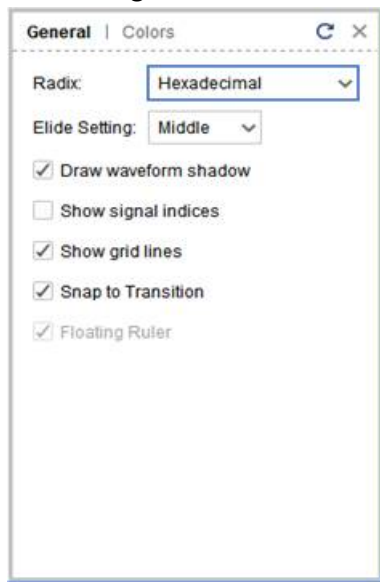 General | Colors
Radix: Hexadecimal
Elide Setting: Middle
Draw waveform shadow
Show signal indices
Show grid lines
Snap to Transition
Floating Ruler